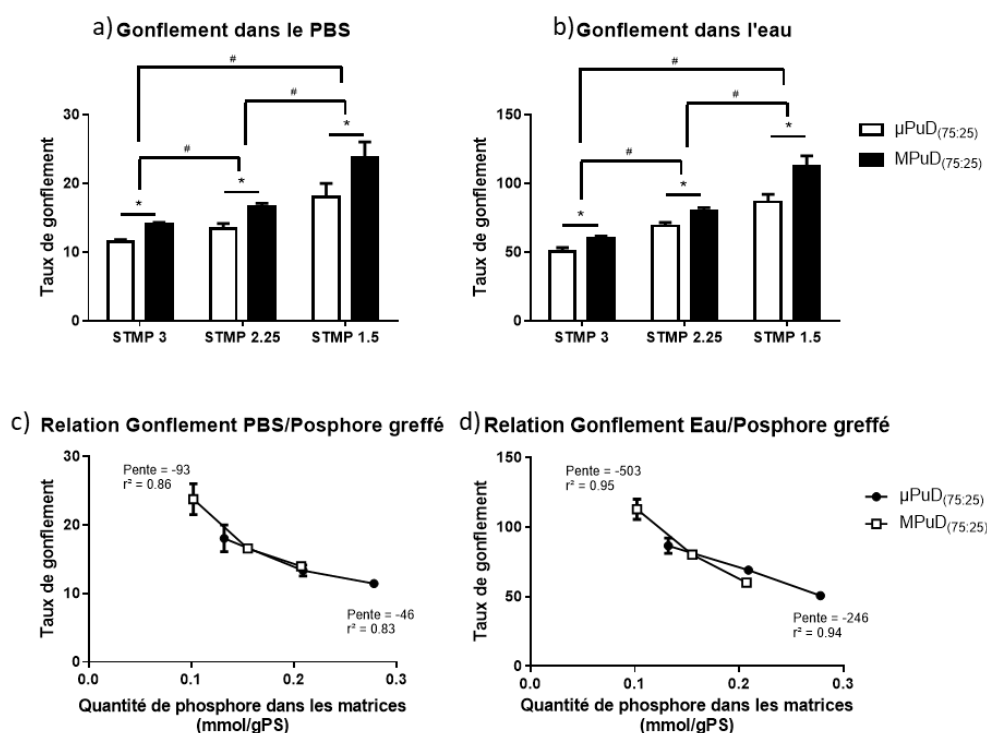 a) Gonflement dans le PBS
#
#
#
*
*
*
Taux de gonflement
30
20
10
0
STMP 3
STMP 2.25
STMP 1.5
b) Gonflement dans l'eau
#
#
#
*
*
*
Taux de gonflement
150
100
50
0
STMP 3
STMP 2.25
STMP 1.5
µPuD(75:25)
MPuD(75:25)
c) Relation Gonflement PBS/Posphore greffé
Pente = -93
r² = 0.86
Pente = -46
r² = 0.83
Taux de gonflement
30
20
10
0
0.0
0.1
0.2
0.3
Quantité de phosphore dans les matrices
(mmol/gPS)
d) Relation Gonflement Eau/Posphore greffé
Pente = -503
r² = 0.95
Pente = -246
r² = 0.94
Taux de gonflement
150
100
50
0
0.0
0.1
0.2
0.3
Quantité de phosphore dans les matrices
(mmol/gPS)
µPuD(75:25)
MPuD(75:25)